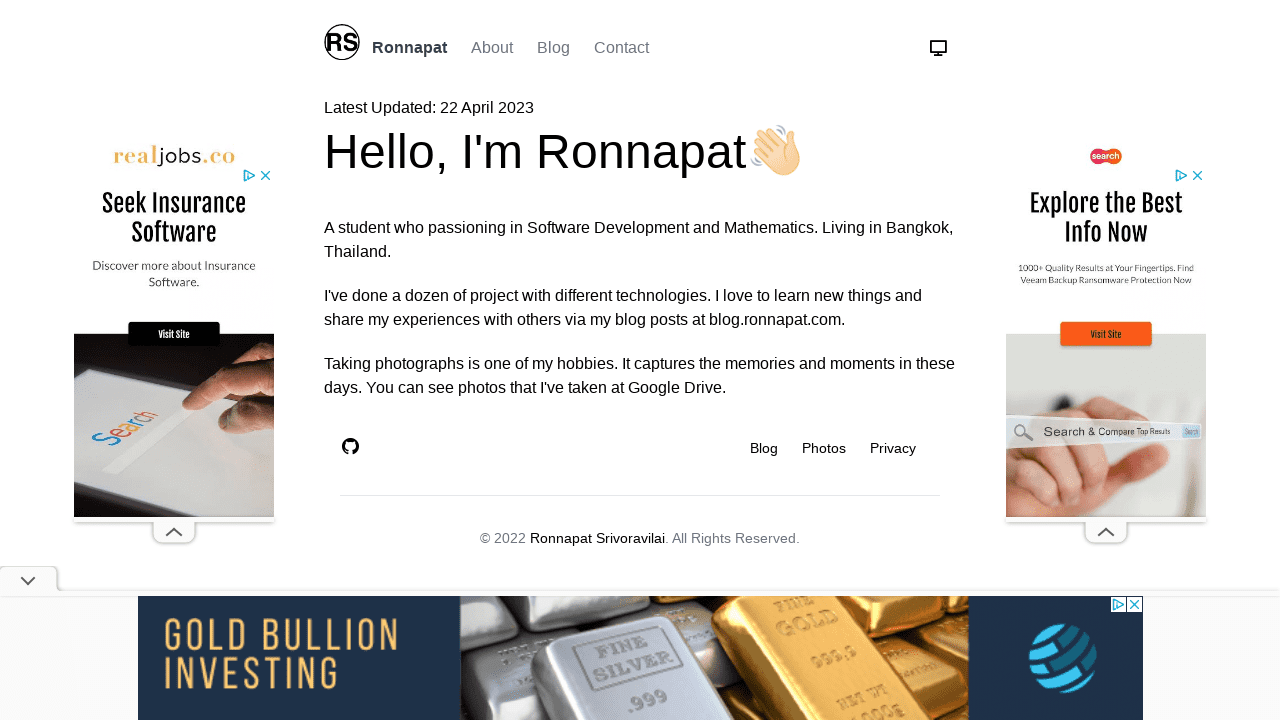 RS Ronnapat About Blog Contact
Latest Updated: 22 April 2023
Hello, I'm Ronnapat👋🏻
A student who passioning in Software Development and Mathematics. Living in Bangkok,
Thailand.
I've done a dozen of project with different technologies. I love to learn new things and
share my experiences with others via my blog posts at blog.ronnapat.com.
Taking photographs is one of my hobbies. It captures the memories and moments in these
days. You can see photos that I've taken at Google Drive.
Blog Photos Privacy
© 2022 Ronnapat Srivoravilai. All Rights Reserved.
realjobs.co
Seek Insurance
Software
Discover more about Insurance
Software.
Visit Site
Search
search
Explore the Best
Info Now
1000+ Quality Results at Your Fingertips. Find
Veeam Backup Ransomware Protection Now
Visit Site
Search & Compare Top Results Search
GOLD BULLION
INVESTING
FINE
SILVER
.999
FINE
GOLD
999,9
NET WT